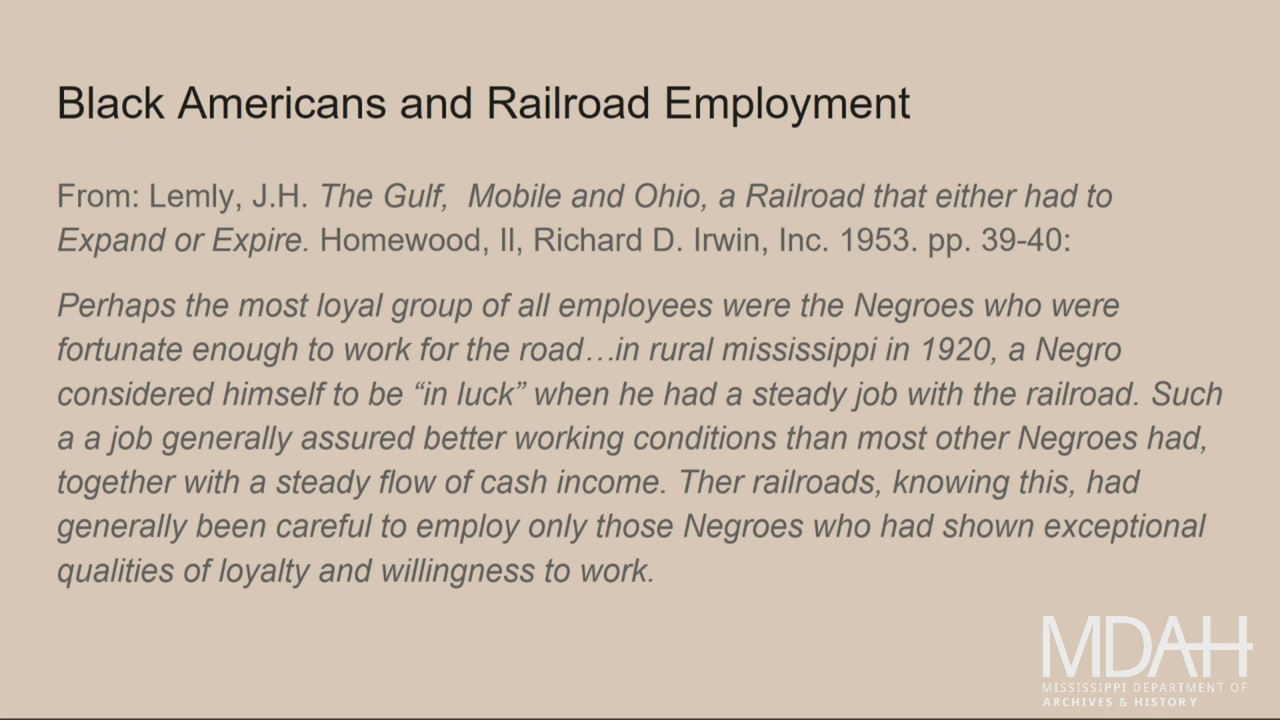 Black Americans and Railroad Employment
From: Lemly, J.H. The Gulf,  Mobile and Ohio, a Railroad that either had to
Expand or Expire. Homewood, Il, Richard D. Irwin, Inc. 1953. pp. 39-40:
Perhaps the most loyal group of all employees were the Negroes who were
fortunate enough to work for the road…in rural mississippi in 1920, a Negro
considered himself to be “in luck” when he had a steady job with the railroad. Such
a a job generally assured better working conditions than most other Negroes had,
together with a steady flow of cash income. Ther railroads, knowing this, had
generally been careful to employ only those Negroes who had shown exceptional
qualities of loyalty and willingness to work.
MDAH
MISSISSIPPI DEPARTMENT OF
ARCHIVES & HISTORY